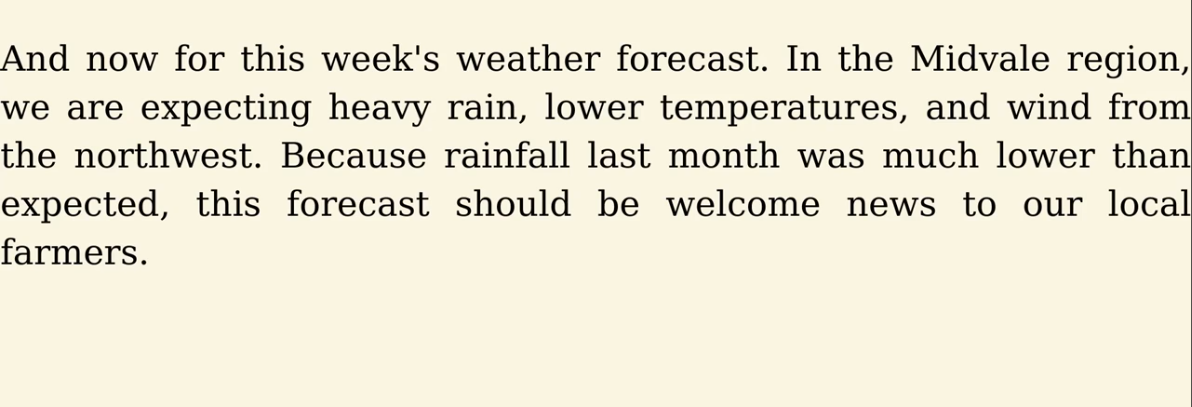 And now for this week's weather forecast. In the Midvale region,
we are expecting heavy rain, lower temperatures, and wind from
the northwest. Because rainfall last month was much lower than
expected, this forecast should be welcome news to our local
farmers.